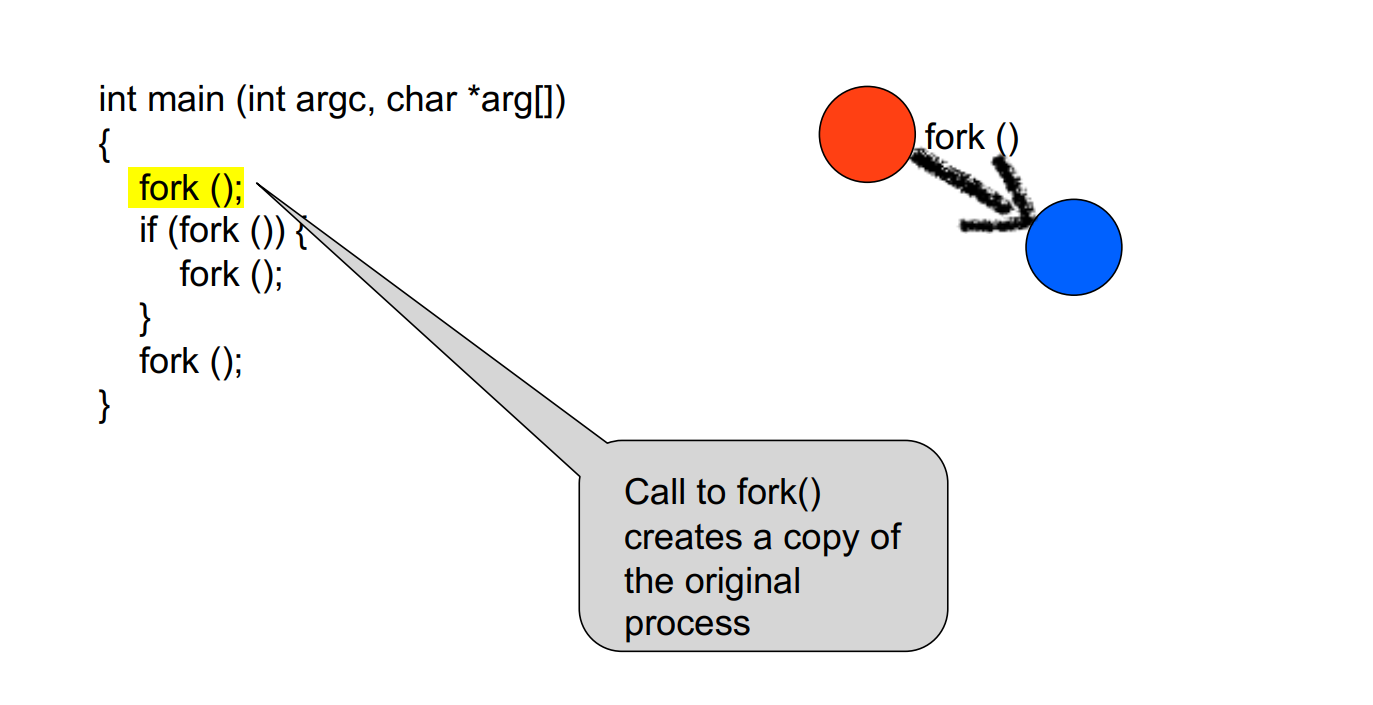 int main (int argc, char *arg[])
{
fork ();
if (fork ()) {
fork ();
}
fork ();
}
fork ()
Call to fork()
creates a copy of
the original
process